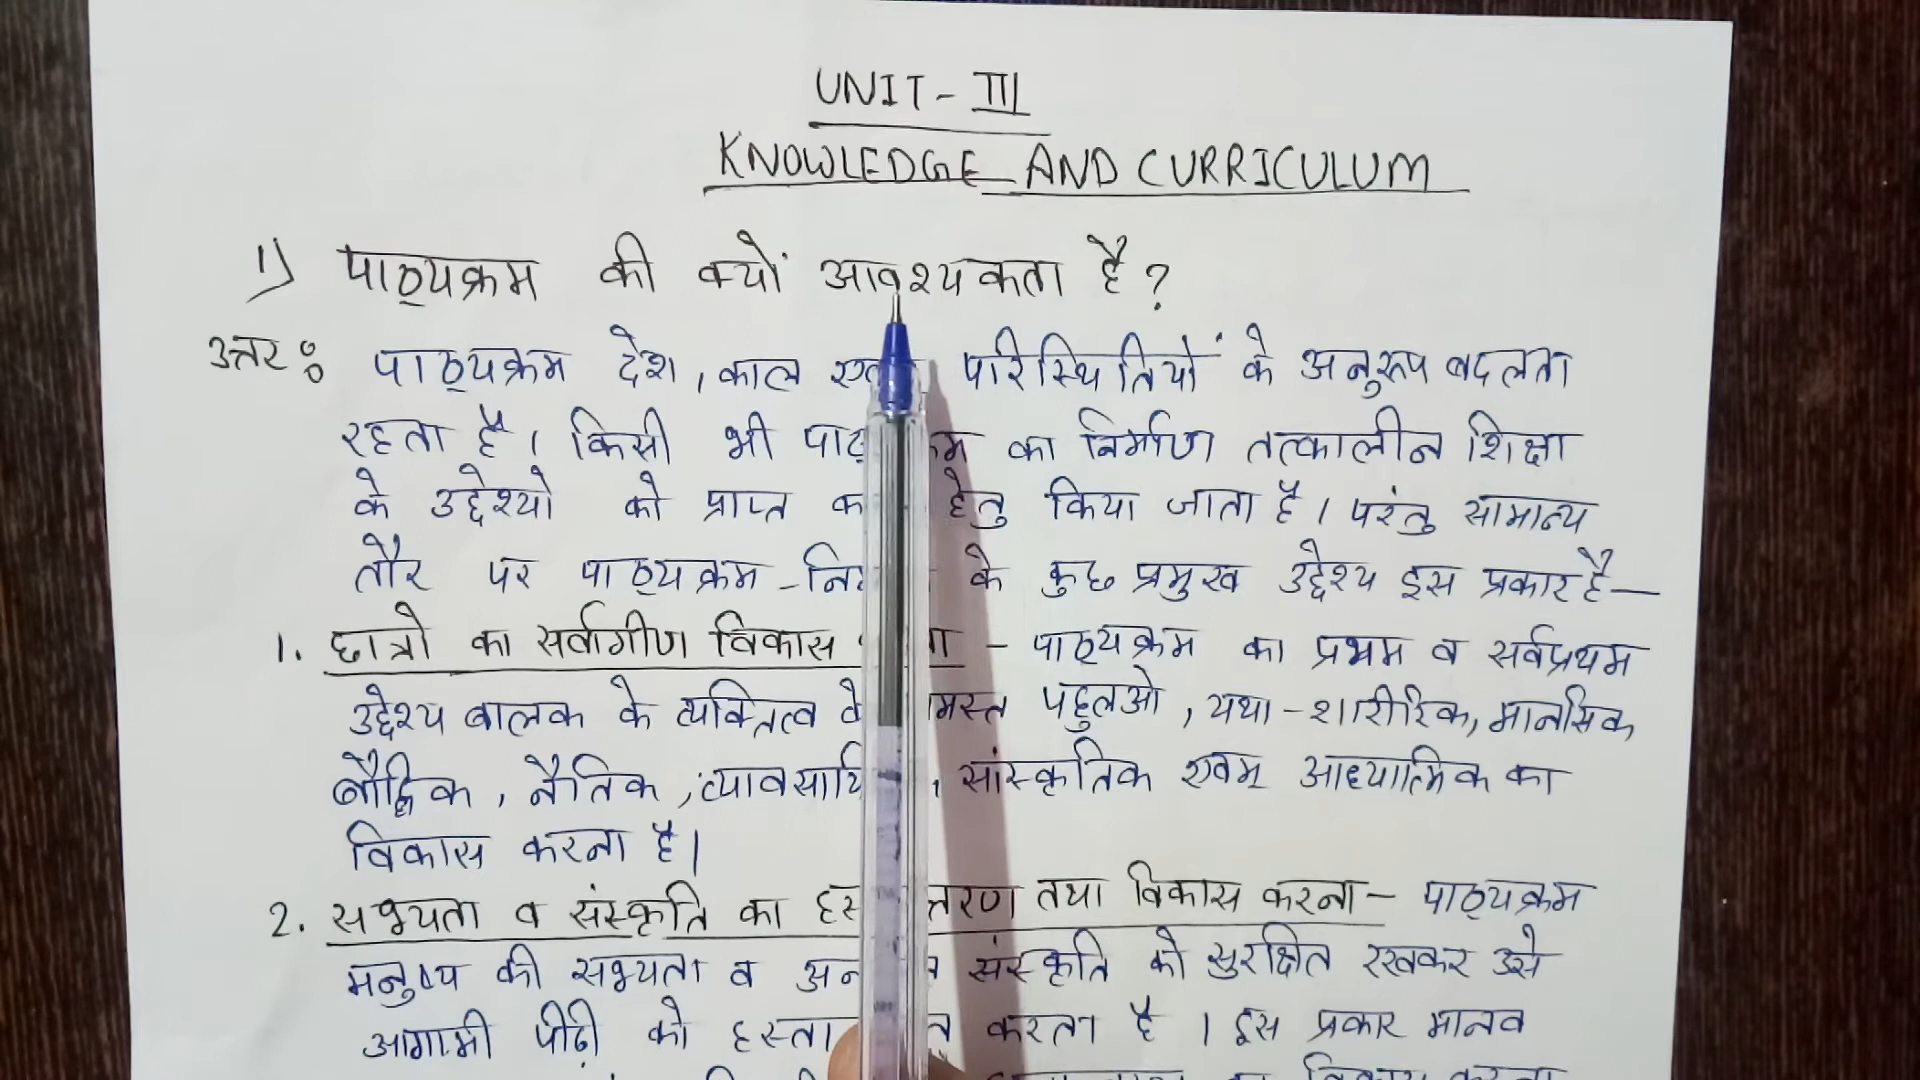 UNIT - III
KNOWLEDGE AND CURRICULUM
1) पाठ्यक्रम की क्यों आवश्यकता है?
उत्तर: पाठ्यक्रम देश, काल परिस्थितियों के अनुरूप बदलता
रहता है। किसी भी का निर्माण तत्कालीन शिक्षा
के उद्देश्यो को प्राप्त हेतु किया जाता है। परंतु सामान्य
तौर पर पाठ्यक्रम - के कुछ प्रमुख उद्देश्य इस प्रकार है—
1. छात्रो का सर्वागीण विकास - पाठ्यक्रम का प्रथम व सर्वप्रथम
उद्देश्य बालक के व्यक्तित्व पहुलओ, यथा - शारीरिक, मानसिक
बौद्धिक, नैतिक, सांस्कृतिक एवम् आध्यात्मिक का
विकास करना है।
2. सभ्यता व संस्कृति का तथा विकास करना - पाठ्यक्रम
मनुष्य की सभ्यता व संस्कृति को सुरक्षित रखकर उसे
आगामी पीढ़ी को करता है। इस प्रकार मानव